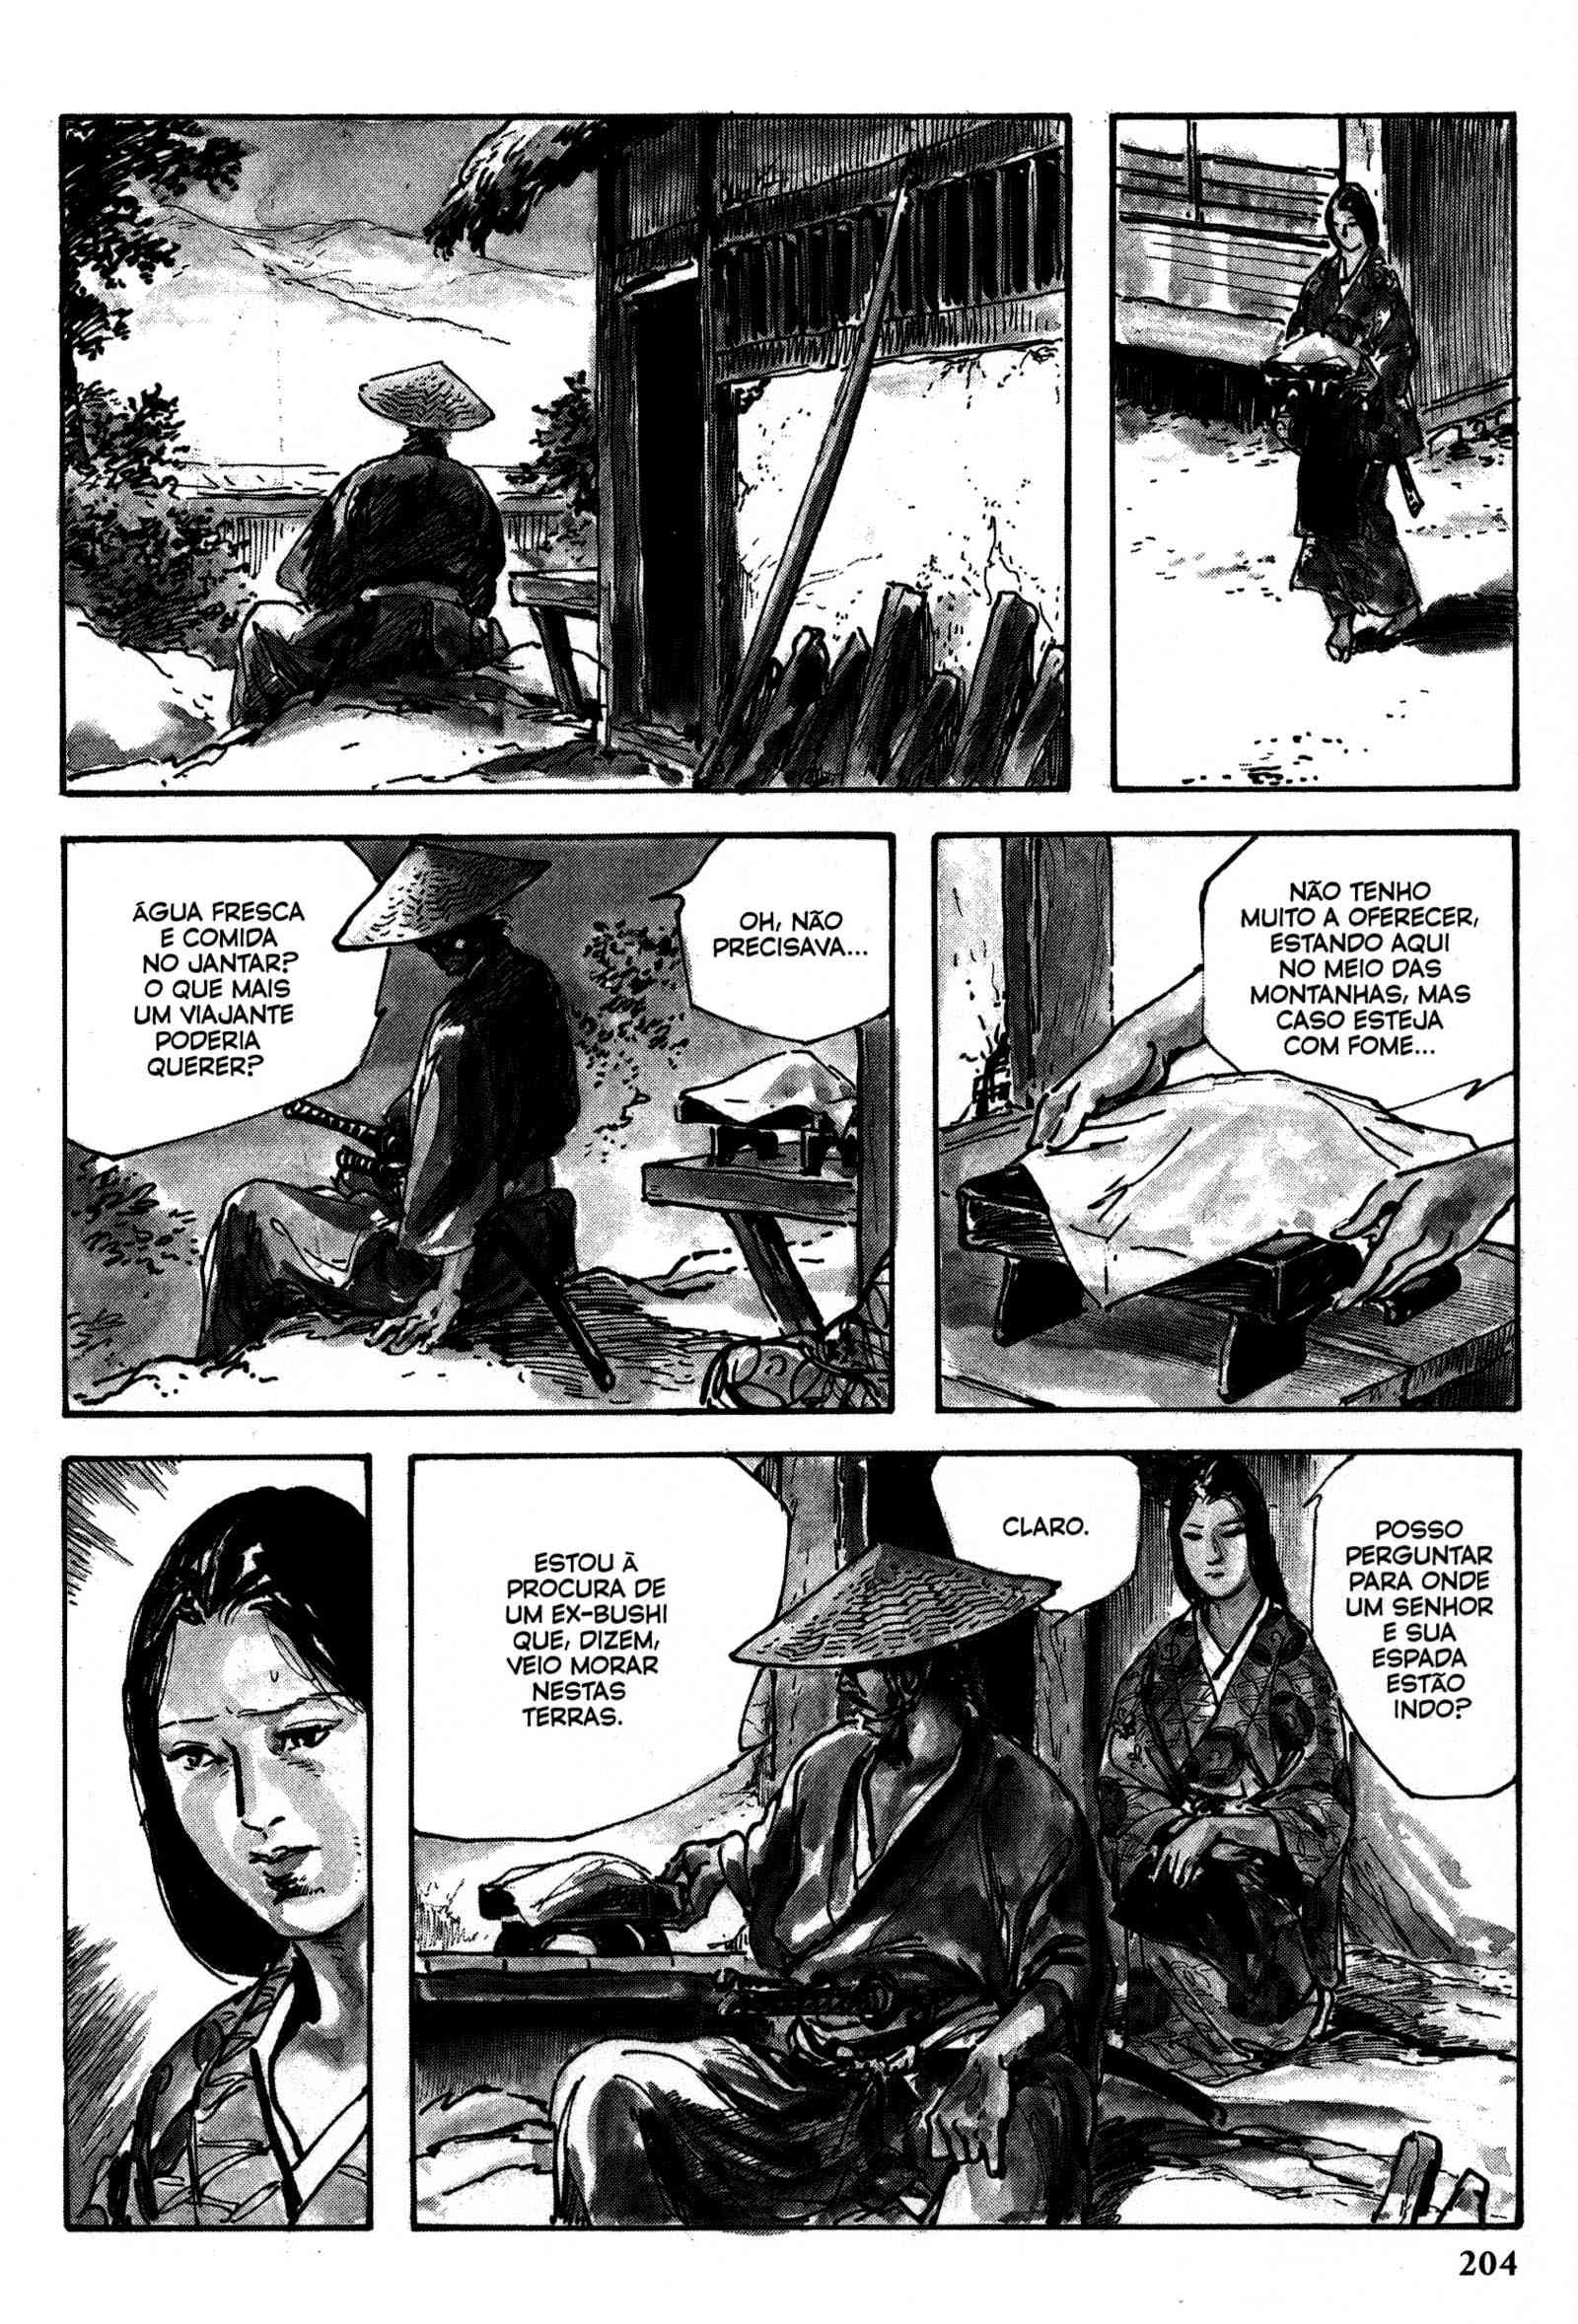 NÃO TENHO
MUITO A OFERECER,
ESTANDO AQUI
NO MEIO DAS
MONTANHAS, MAS
CASO ESTEJA
COM FOME...
OH, NÃO
PRECISAVA...
ÁGUA FRESCA
E COMIDA
NO JANTAR?
O QUE MAIS
UM VIAJANTE
PODERIA
QUERER?
POSSO
PERGUNTAR
PARA ONDE
UM SENHOR
E SUA
ESPADA
ESTÃO
INDO?
CLARO.
ESTOU À
PROCURA DE
UM EX-BUSHI
QUE, DIZEM,
VEIO MORAR
NESTAS
TERRAS.
204